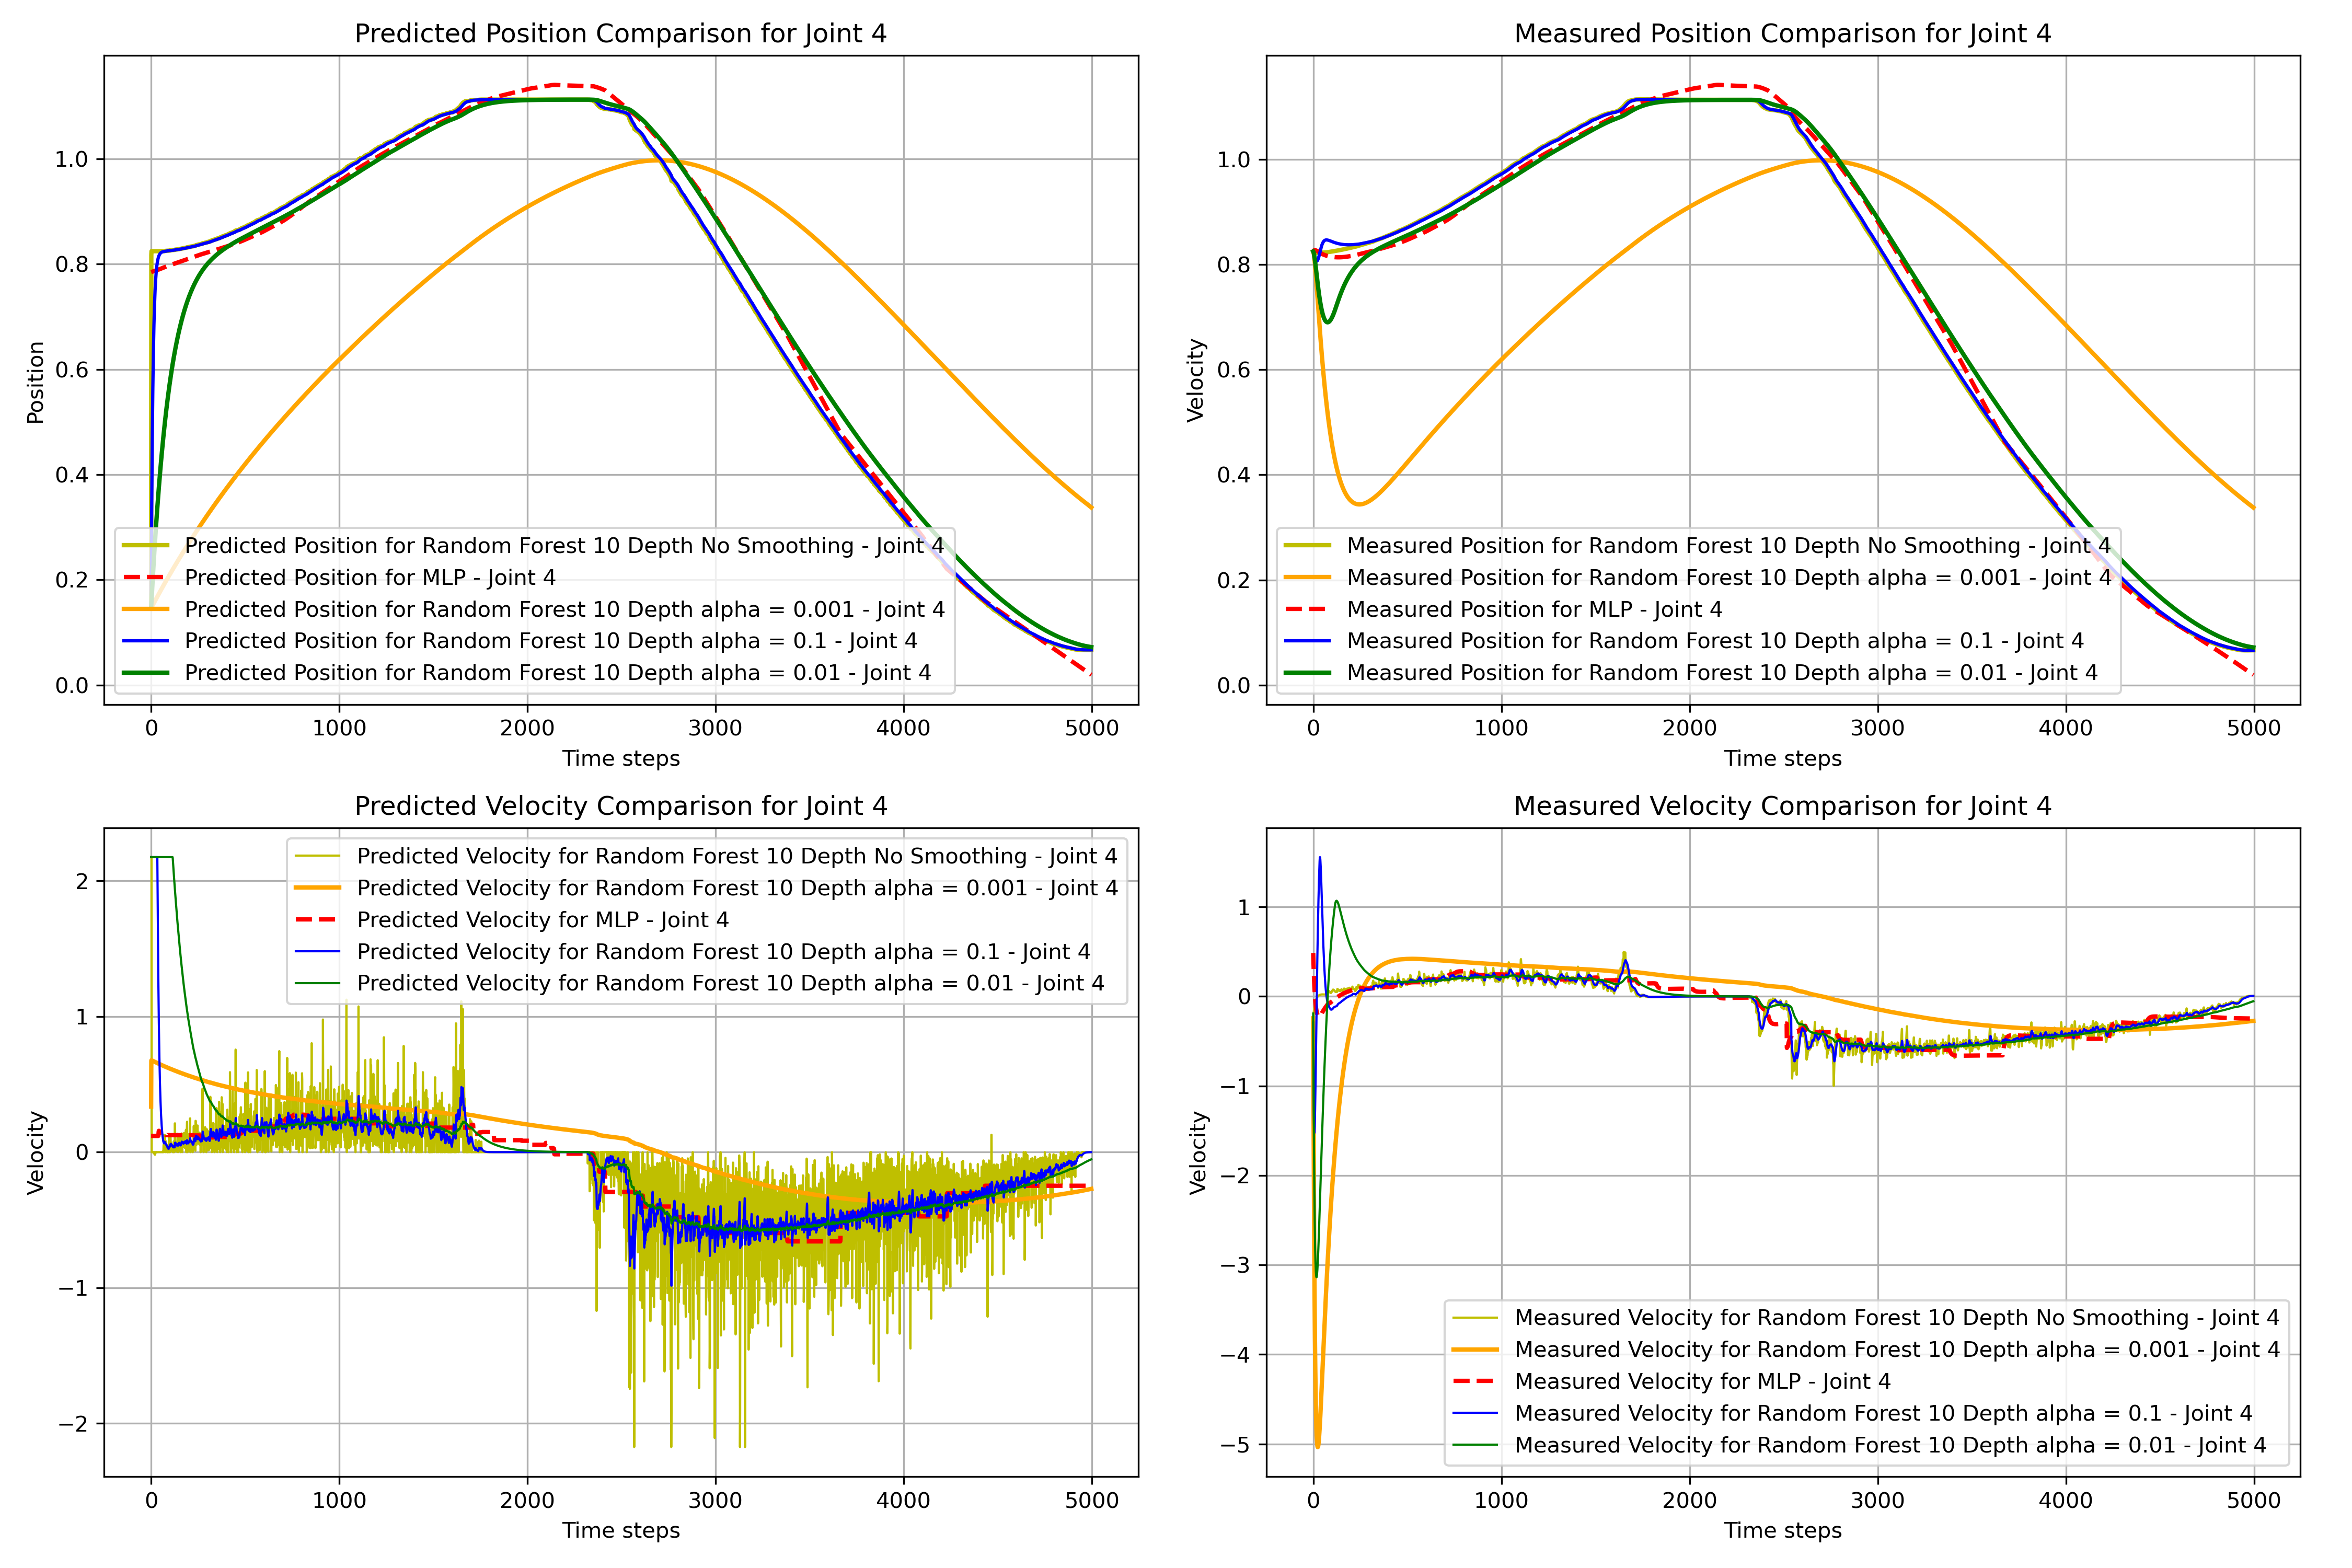 Predicted Position Comparison for Joint 4
Position
1.0
0.8
0.6
0.4
0.2
0.0
Predicted Position for Random Forest 10 Depth No Smoothing - Joint 4
Predicted Position for MLP - Joint 4
Predicted Position for Random Forest 10 Depth alpha = 0.001 - Joint 4
Predicted Position for Random Forest 10 Depth alpha = 0.1 - Joint 4
Predicted Position for Random Forest 10 Depth alpha = 0.01 - Joint 4
0 1000 2000 3000 4000 5000
Time steps
Measured Position Comparison for Joint 4
Velocity
1.0
0.8
0.6
0.4
0.2
0.0
Measured Position for Random Forest 10 Depth No Smoothing - Joint 4
Measured Position for Random Forest 10 Depth alpha = 0.001 - Joint 4
Measured Position for MLP - Joint 4
Measured Position for Random Forest 10 Depth alpha = 0.1 - Joint 4
Measured Position for Random Forest 10 Depth alpha = 0.01 - Joint 4
0 1000 2000 3000 4000 5000
Time steps
Predicted Velocity Comparison for Joint 4
Velocity
2
1
0
−1
−2
Predicted Velocity for Random Forest 10 Depth No Smoothing - Joint 4
Predicted Velocity for Random Forest 10 Depth alpha = 0.001 - Joint 4
Predicted Velocity for MLP - Joint 4
Predicted Velocity for Random Forest 10 Depth alpha = 0.1 - Joint 4
Predicted Velocity for Random Forest 10 Depth alpha = 0.01 - Joint 4
0 1000 2000 3000 4000 5000
Time steps
Measured Velocity Comparison for Joint 4
Velocity
1
0
−1
−2
−3
−4
−5
Measured Velocity for Random Forest 10 Depth No Smoothing - Joint 4
Measured Velocity for Random Forest 10 Depth alpha = 0.001 - Joint 4
Measured Velocity for MLP - Joint 4
Measured Velocity for Random Forest 10 Depth alpha = 0.1 - Joint 4
Measured Velocity for Random Forest 10 Depth alpha = 0.01 - Joint 4
0 1000 2000 3000 4000 5000
Time steps